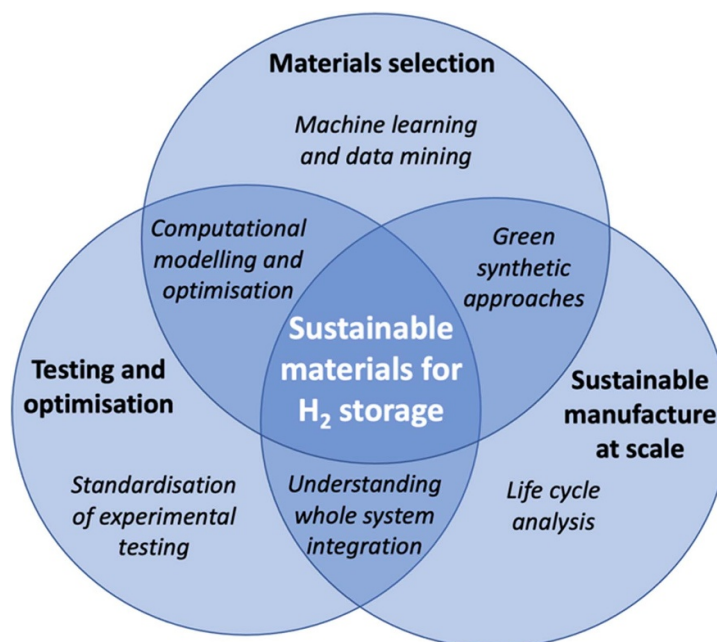 Materials selection
Machine learning
and data mining
Computational
modelling and
optimisation
Green
synthetic
approaches
Sustainable
materials for
H₂ storage
Testing and
optimisation
Sustainable
manufacture
at scale
Standardisation
of experimental
testing
Understanding
whole system
integration
Life cycle
analysis